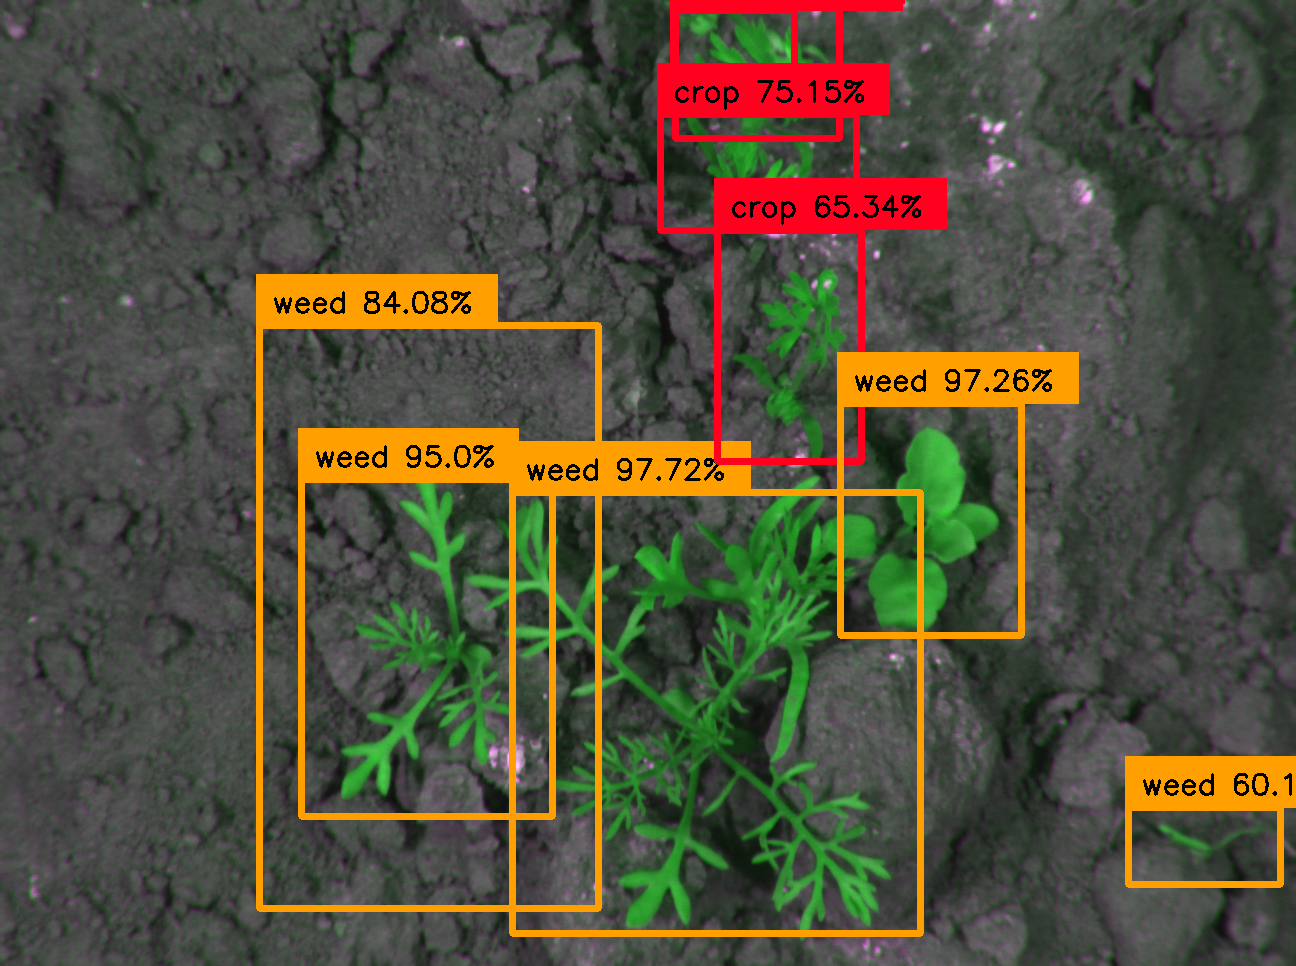 crop 75.15%
crop 65.34%
weed 84.08%
weed 97.26%
weed 95.0%
weed 97.72%
weed 60.1